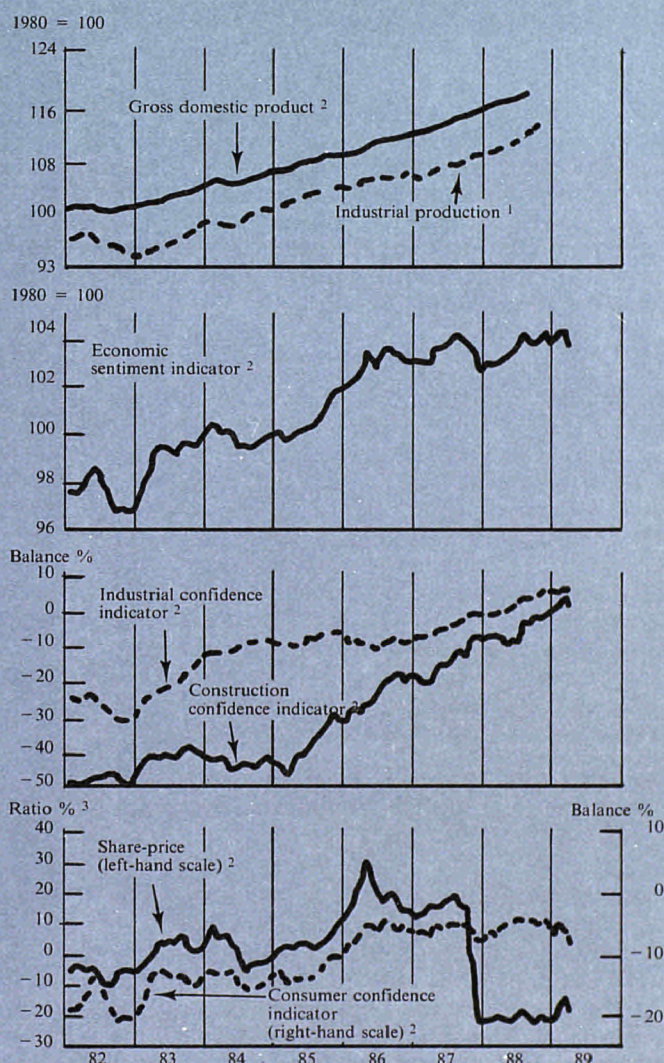 1980 = 100
124
116
108
100
93
Gross domestic product ²
Industrial production ¹
1980 = 100
104
102
100
98
96
Economic
sentiment indicator ²
Balance %
10
0
−10
−20
−30
−40
−50
Industrial confidence
indicator ²
Construction
confidence indicator ²
Ratio % ³
Balance %
40
30
20
10
0
−10
−20
−30
10
0
−10
−20
Share-price
(left-hand scale) ²
Consumer confidence
indicator
(right-hand scale) ²
82 83 84 85 86 87 88 89